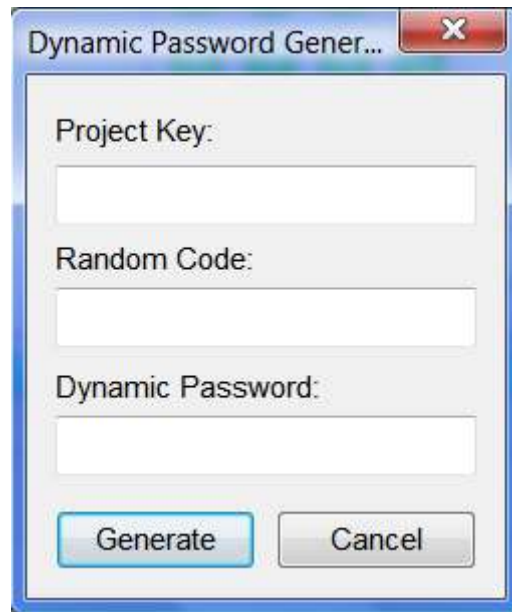 Dynamic Password Gener...
Project Key:
Random Code:
Dynamic Password:
Generate Cancel